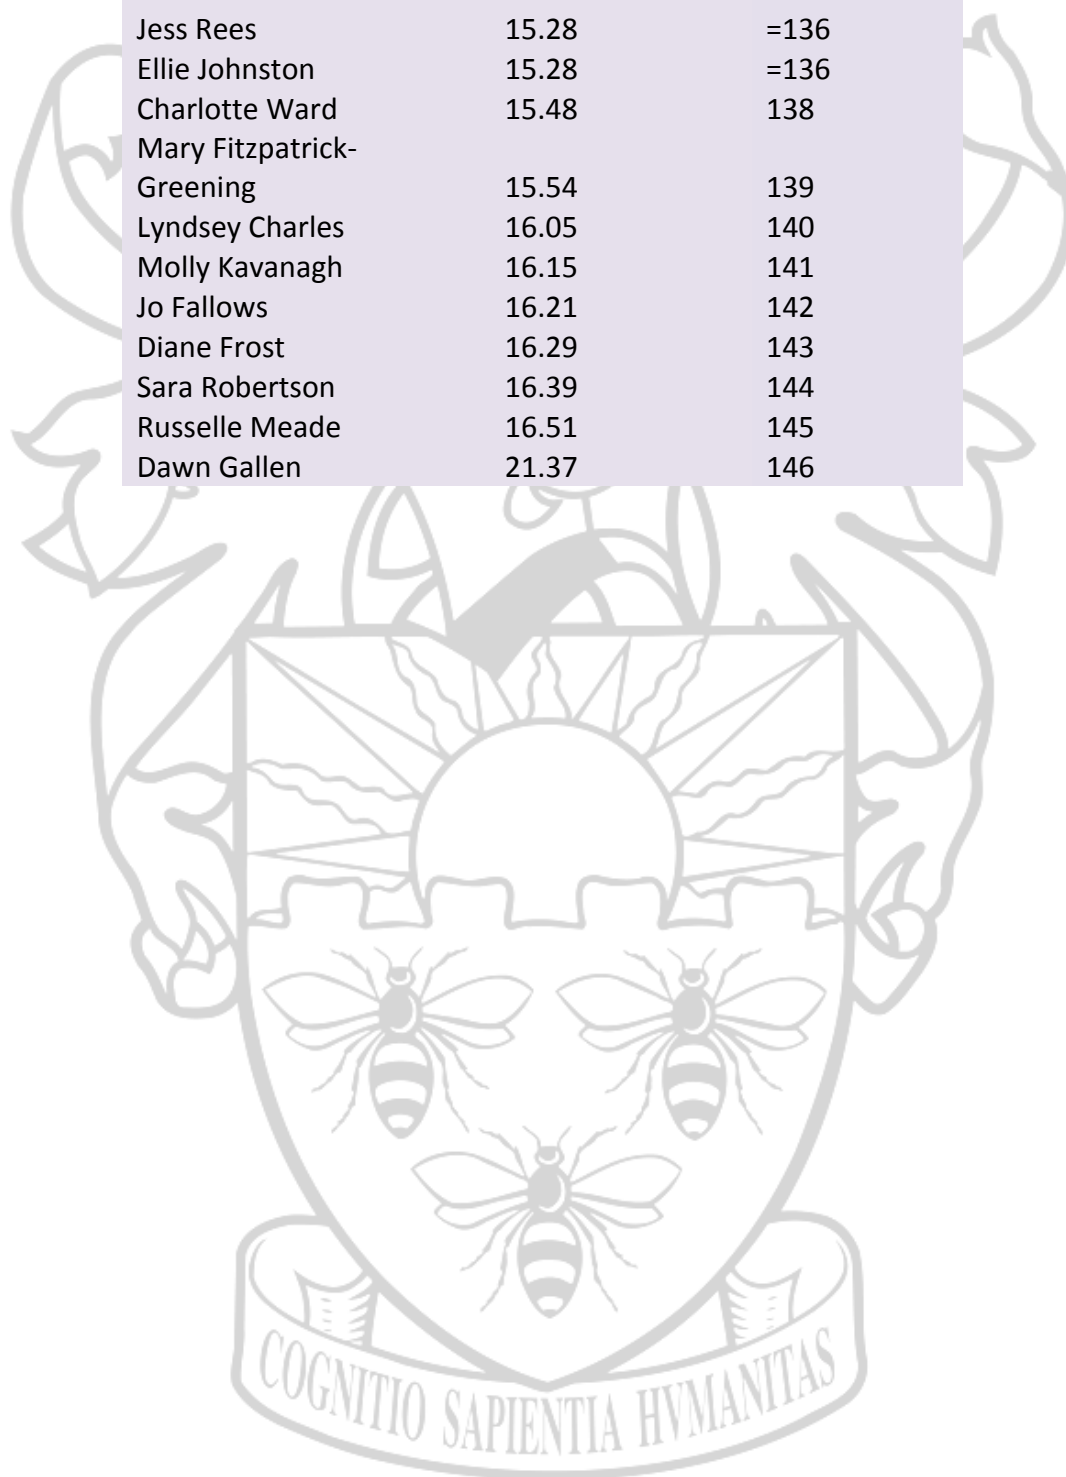 Jess Rees 15.28 =136
Ellie Johnston 15.28 =136
Charlotte Ward 15.48 138
Mary Fitzpatrick-
Greening 15.54 139
Lyndsey Charles 16.05 140
Molly Kavanagh 16.15 141
Jo Fallows 16.21 142
Diane Frost 16.29 143
Sara Robertson 16.39 144
Russelle Meade 16.51 145
Dawn Gallen 21.37 146
COGNITIO SAPIENTIA HVMANITAS